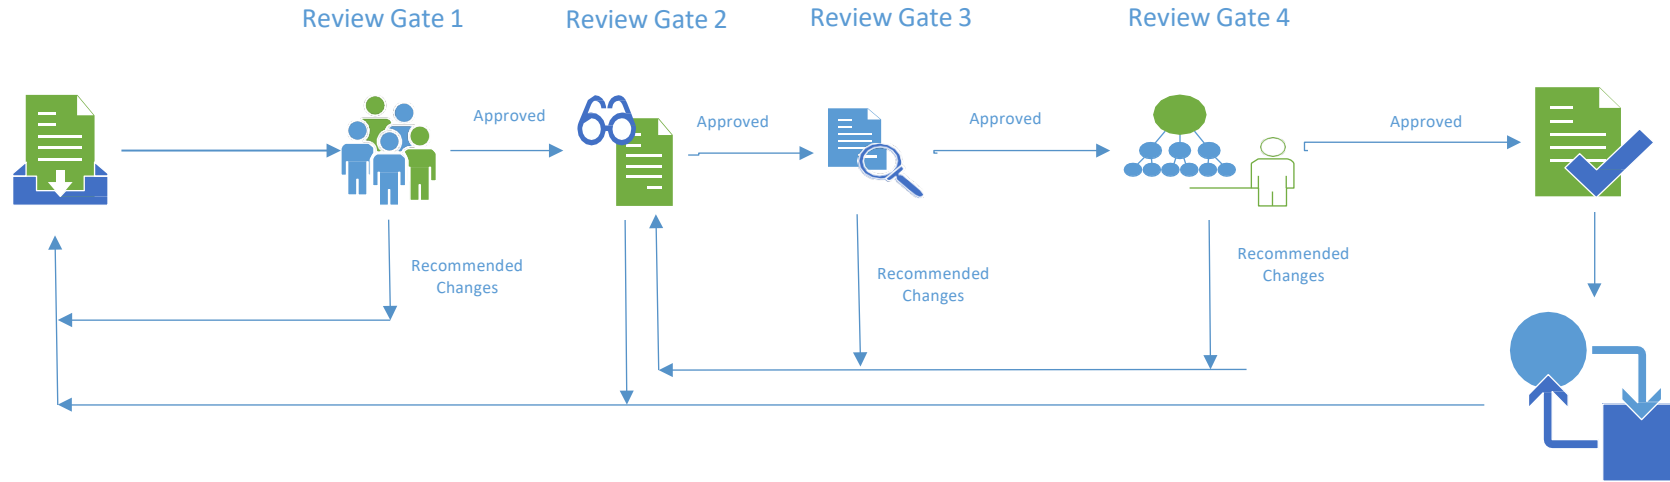 Review Gate 1
Review Gate 2
Review Gate 3
Review Gate 4
Approved
Approved
Approved
Approved
Recommended
Changes
Recommended
Changes
Recommended
Changes